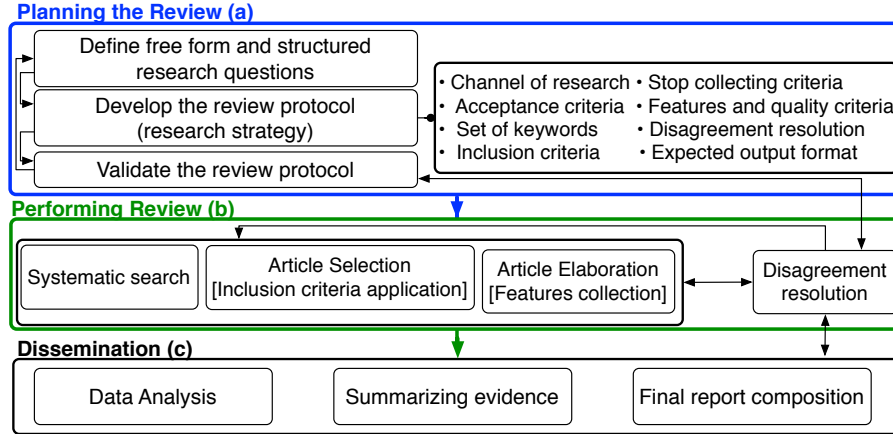 Planning the Review (a)
Define free form and structured
research questions
Develop the review protocol
(research strategy)
Validate the review protocol
• Channel of research
• Acceptance criteria
• Set of keywords
• Inclusion criteria
• Stop collecting criteria
• Features and quality criteria
• Disagreement resolution
• Expected output format
Performing Review (b)
Systematic search
Article Selection
[Inclusion criteria application]
Article Elaboration
[Features collection]
Disagreement
resolution
Dissemination (c)
Data Analysis
Summarizing evidence
Final report composition